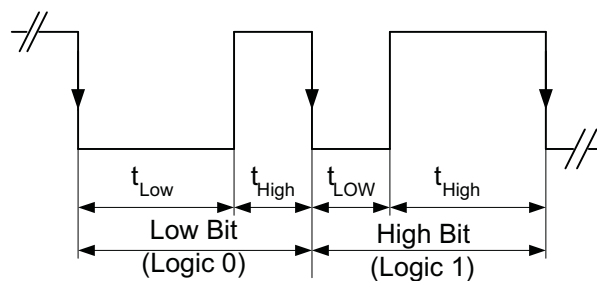 tLow tHigh tLOW tHigh
Low Bit High Bit
(Logic 0) (Logic 1)